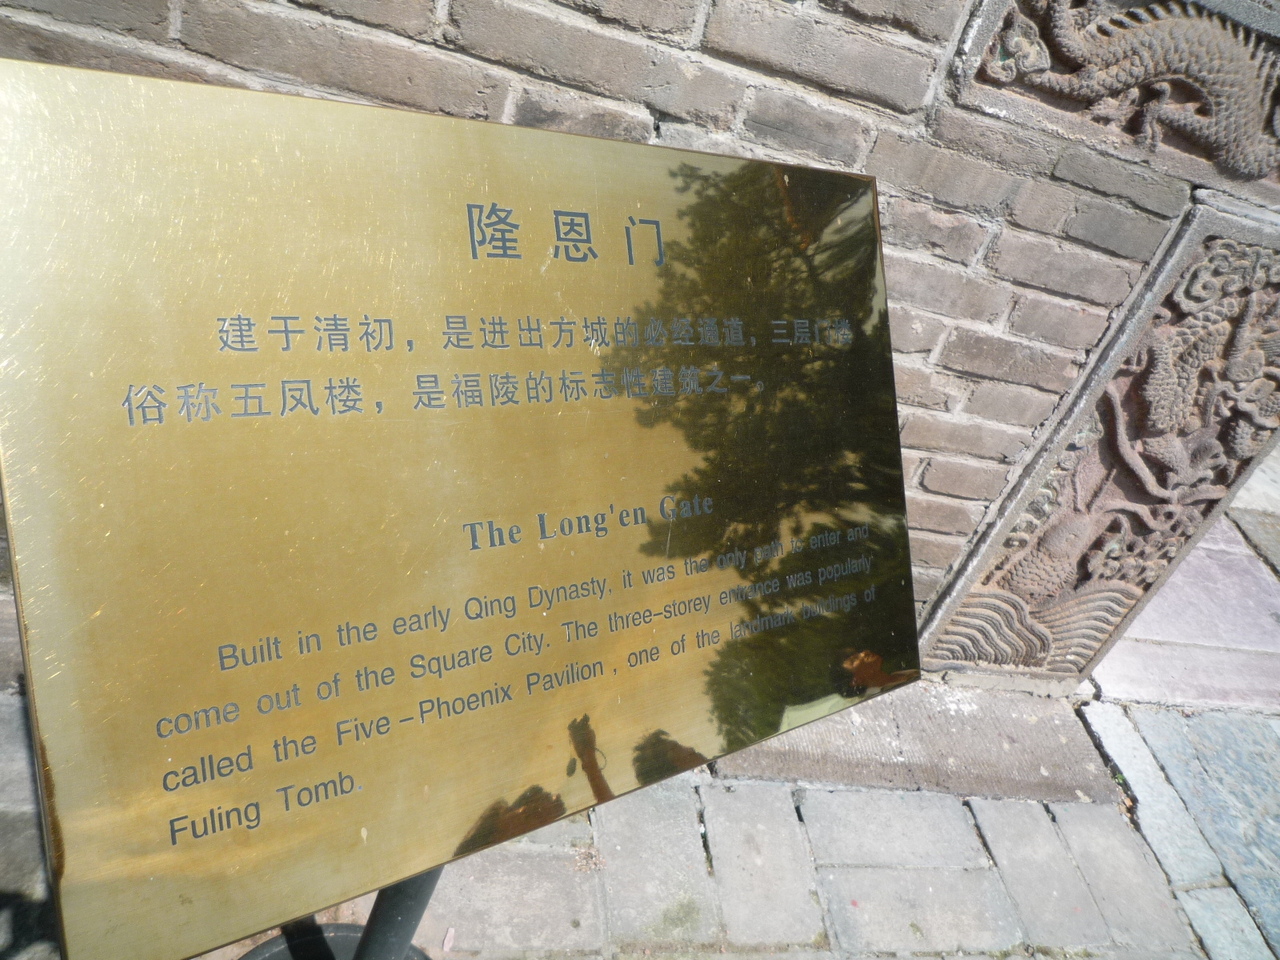 隆恩门
建于清初，是进出方城的必经通道，三层门楼
俗称五凤楼，是福陵的标志性建筑之一。
The Long'en Gate
Built in the early Qing Dynasty, it was the only path to enter and
come out of the Square City. The three-storey entrance was popularly
called the Five-Phoenix Pavilion, one of the landmark buildings of
Fuling Tomb.